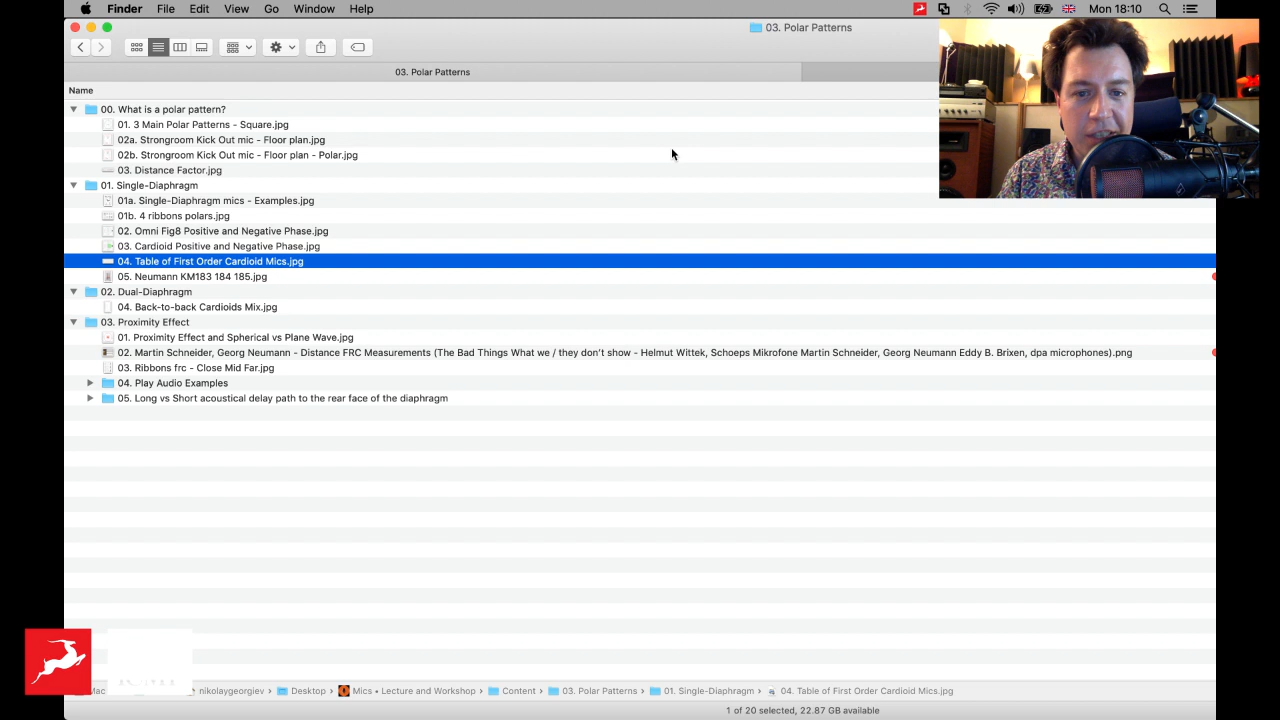 Finder File Edit View Go Window Help Mon 18:10
03. Polar Patterns
03. Polar Patterns
Name
00. What is a polar pattern?
01. 3 Main Polar Patterns - Square.jpg
02a. Strongroom Kick Out mic - Floor plan.jpg
02b. Strongroom Kick Out mic - Floor plan - Polar.jpg
03. Distance Factor.jpg
01. Single-Diaphragm
01a. Single-Diaphragm mics - Examples.jpg
01b. 4 ribbons polars.jpg
02. Omni Fig8 Positive and Negative Phase.jpg
03. Cardioid Positive and Negative Phase.jpg
04. Table of First Order Cardioid Mics.jpg
05. Neumann KM183 184 185.jpg
02. Dual-Diaphragm
04. Back-to-back Cardioids Mix.jpg
03. Proximity Effect
01. Proximity Effect and Spherical vs Plane Wave.jpg
02. Martin Schneider, Georg Neumann - Distance FRC Measurements (The Bad Things What we / they don't show - Helmut Wittek, Schoeps Mikrofone Martin Schneider, Georg Neumann Eddy B. Brixen, dpa microphones).png
03. Ribbons frc - Close Mid Far.jpg
04. Play Audio Examples
05. Long vs Short acoustical delay path to the rear face of the diaphragm
Mac nikolaygeorgiev › Desktop › Mics • Lecture and Workshop › Content › 03. Polar Patterns › 01. Single-Diaphragm › 04. Table of First Order Cardioid Mics.jpg
1 of 20 selected, 22.87 GB available